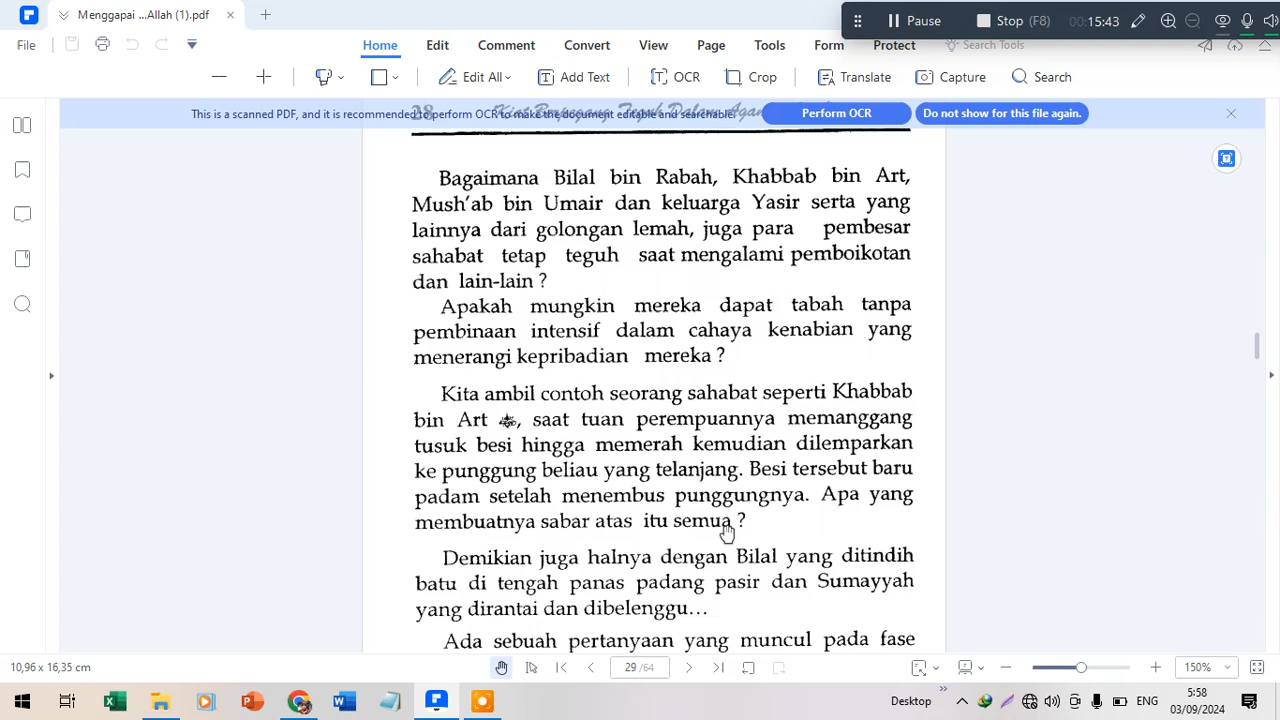 Menggapai ...Allah (1).pdf
Pause
Stop (F8)
00:15:43
File
Home
Edit
Comment
Convert
View
Page
Tools
Form
Protect
Search Tools
Edit All
Add Text
OCR
Crop
Translate
Capture
Search
This is a scanned PDF, and it is recommended to perform OCR to make the document editable and searchable.
Perform OCR
Do not show for this file again.
28 Kiat Berpegang Teguh Dalam Agam
Bagaimana Bilal bin Rabah, Khabbab bin Art,
Mush'ab bin Umair dan keluarga Yasir serta yang
lainnya dari golongan lemah, juga para pembesar
sahabat tetap teguh saat mengalami pemboikotan
dan lain-lain ?
Apakah mungkin mereka dapat tabah tanpa
pembinaan intensif dalam cahaya kenabian yang
menerangi kepribadian mereka ?
Kita ambil contoh seorang sahabat seperti Khabbab
bin Art , saat tuan perempuannya memanggang
tusuk besi hingga memerah kemudian dilemparkan
ke punggung beliau yang telanjang. Besi tersebut baru
padam setelah menembus punggungnya. Apa yang
membuatnya sabar atas itu semua ?
Demikian juga halnya dengan Bilal yang ditindih
batu di tengah panas padang pasir dan Sumayyah
yang dirantai dan dibelenggu...
Ada sebuah pertanyaan yang muncul pada fase
10,96 x 16,35 cm
29 /64
150%
Desktop
ENG
5:58
03/09/2024